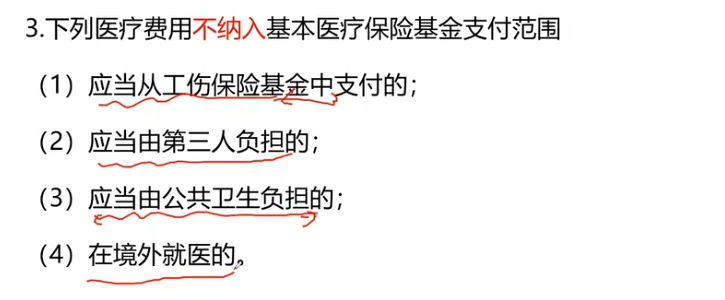 3.下列医疗费用不纳入基本医疗保险基金支付范围
（1）应当从工伤保险基金中支付的；
（2）应当由第三人负担的；
（3）应当由公共卫生负担的；
（4）在境外就医的。